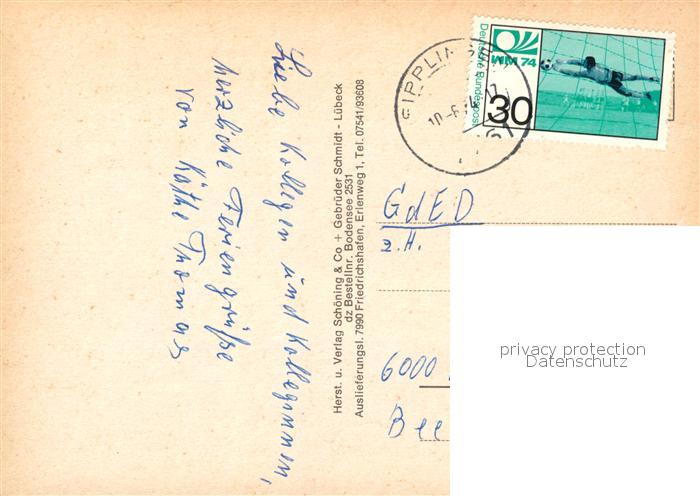 Liebe Kollegen und Kolleginnen,
herzliche Feriengrüße
von Käthe Thomas
Herst. u. Verlag Schöning & Co + Gebrüder Schmidt - Lübeck
dz Bestellnr. Bodensee 2531
Auslieferungsl. 7990 Friedrichshafen, Erlenweg 1, Tel. 07541/93608
Deutsche Bundespost
WM 74
30
GdED
z.H.
6000
Bee
privacy protection
Datenschutz